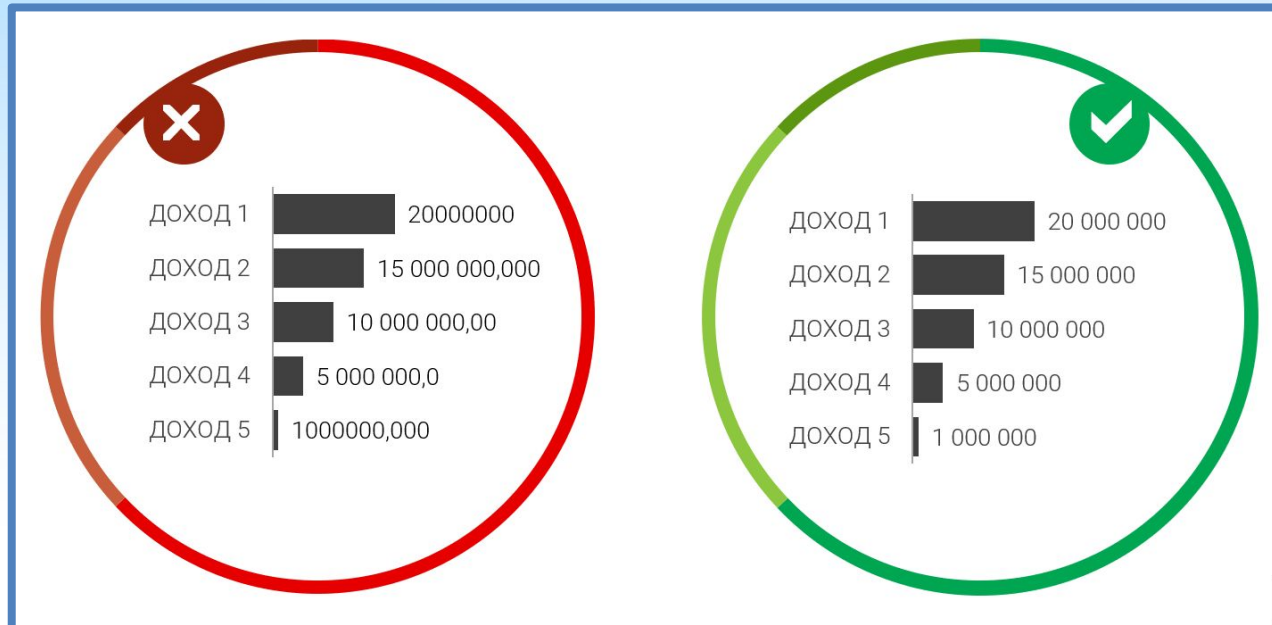 ДОХОД 1 20000000
ДОХОД 2 15 000 000,000
ДОХОД 3 10 000 000,00
ДОХОД 4 5 000 000,0
ДОХОД 5 1000000,000
ДОХОД 1 20 000 000
ДОХОД 2 15 000 000
ДОХОД 3 10 000 000
ДОХОД 4 5 000 000
ДОХОД 5 1 000 000